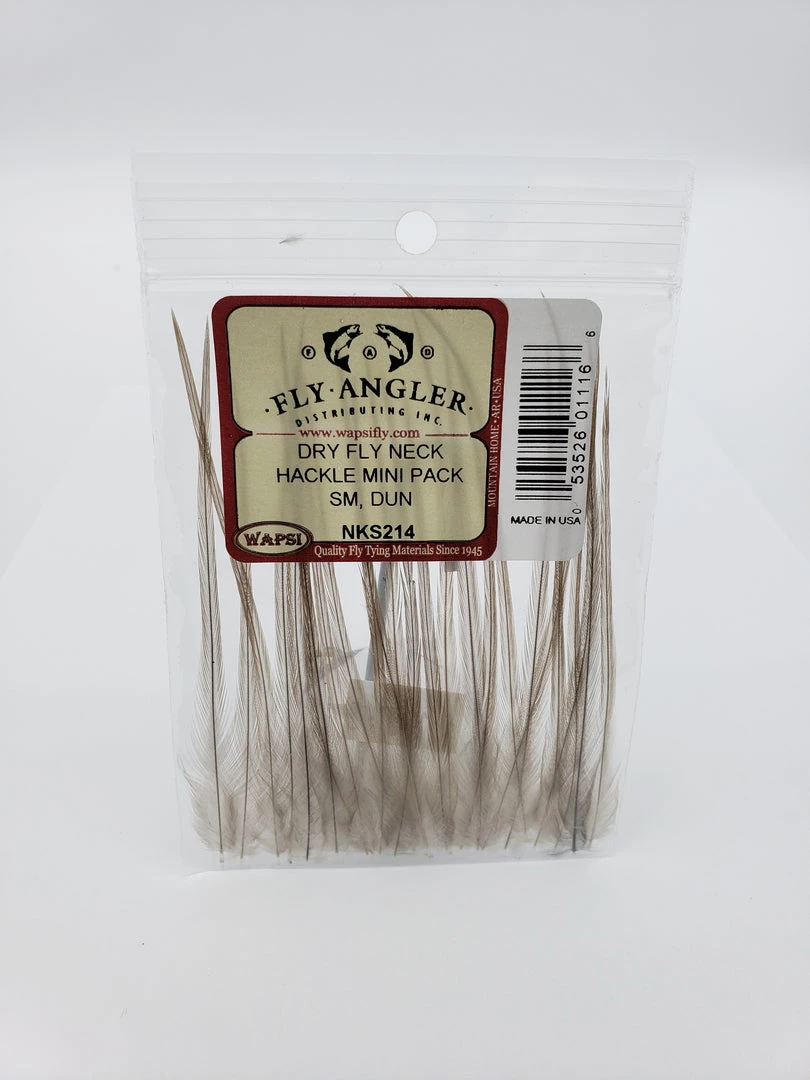 F A D
·FLY·ANGLER·
DISTRIBUTING INC.
www.wapsifly.com
DRY FLY NECK
HACKLE MINI PACK
SM, DUN
NKS214
WAPSI
Quality Fly Tying Materials Since 1945
MOUNTAIN HOME·AR·USA
0 53526 01116 6
MADE IN USA